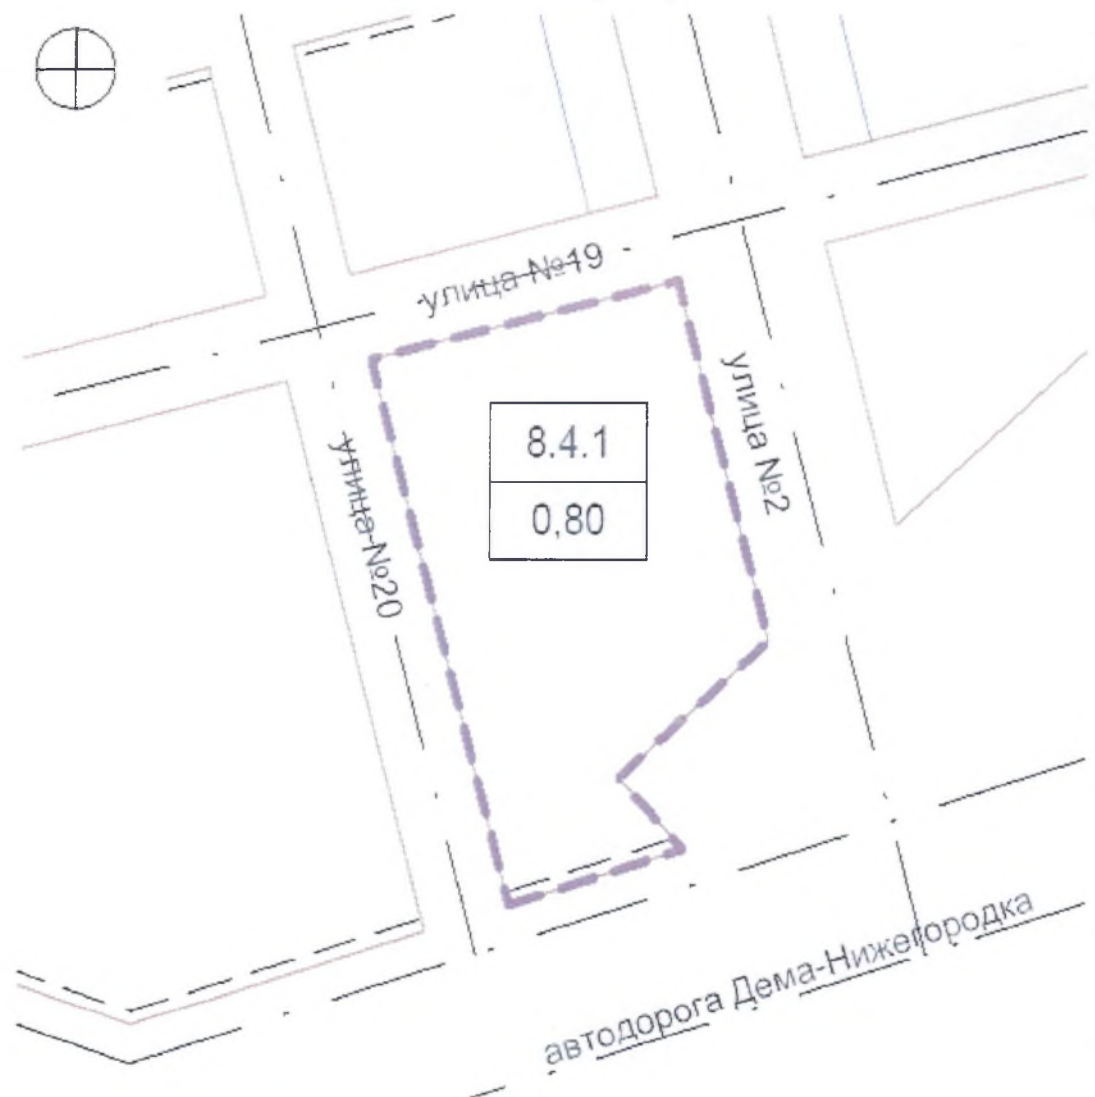 улица №19
улица №2
8.4.1
0,80
улица №20
автодорога Дема-Нижегородка